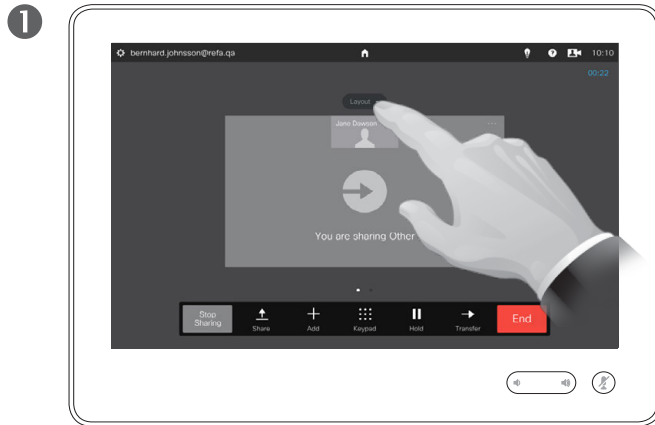 1
bernhard.johnsson@refa.qa
10:10
00:22
Layout
Jane Dawson
You are sharing Other
Stop
Sharing
Share
Add
Keypad
Hold
Transfer
End